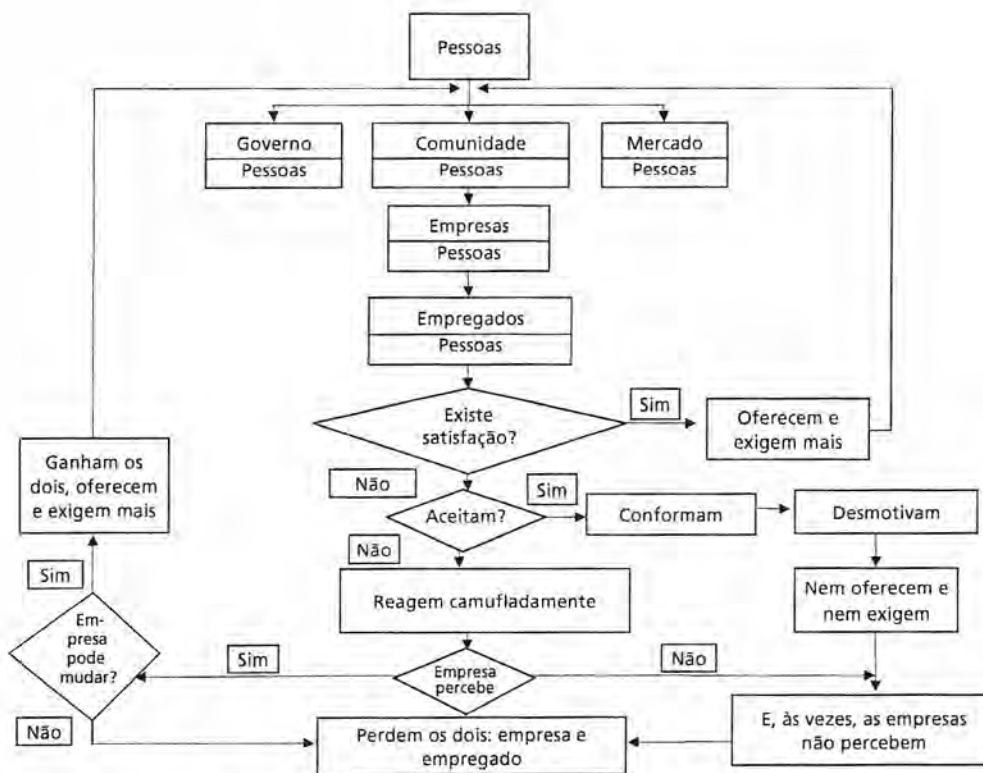 Pessoas
Governo
Pessoas
Comunidade
Pessoas
Mercado
Pessoas
Empresas
Pessoas
Empregados
Pessoas
Existe
satisfação?
Sim
Oferecem e
exigem mais
Não
Aceitam?
Sim
Conformam
Desmotivam
Nem oferecem e
nem exigem
Não
Reagem camufladamente
Empresa
percebe
Sim
Não
Em-
presa
pode
mudar?
Sim
Ganham os
dois, oferecem
e exigem mais
Não
Perdem os dois: empresa e
empregado
E, às vezes, as empresas
não percebem